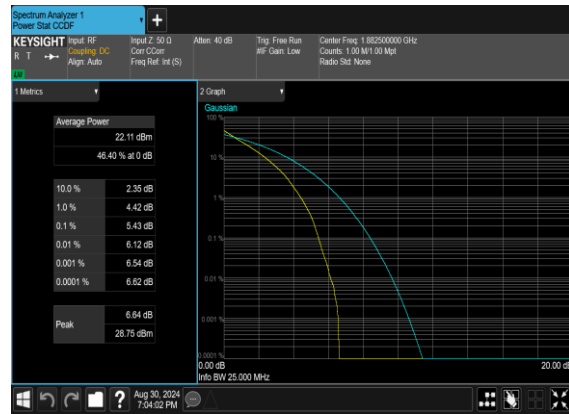 Spectrum Analyzer 1
Power Stat CCDF
KEYSIGHT
R T
LXI
Input: RF
Coupling: DC
Align: Auto
Input Z: 50 Ω
Corr CCorr
Freq Ref: Int (S)
Atten: 40 dB
Trig: Free Run
#IF Gain: Low
Center Freq: 1.882500000 GHz
Counts: 1.00 M/1.00 Mpt
Radio Std: None
1 Metrics
Average Power
22.11 dBm
46.40 % at 0 dB
10.0 % 2.35 dB
1.0 % 4.42 dB
0.1 % 5.43 dB
0.01 % 6.12 dB
0.001 % 6.54 dB
0.0001 % 6.62 dB
Peak
6.64 dB
28.75 dBm
2 Graph
Gaussian
100 %
10 %
1 %
0.1 %
0.01 %
0.001 %
0.0001 %
0.00 dB
20.00 dB
Info BW 25.000 MHz
?
Aug 30, 2024
7:04:02 PM